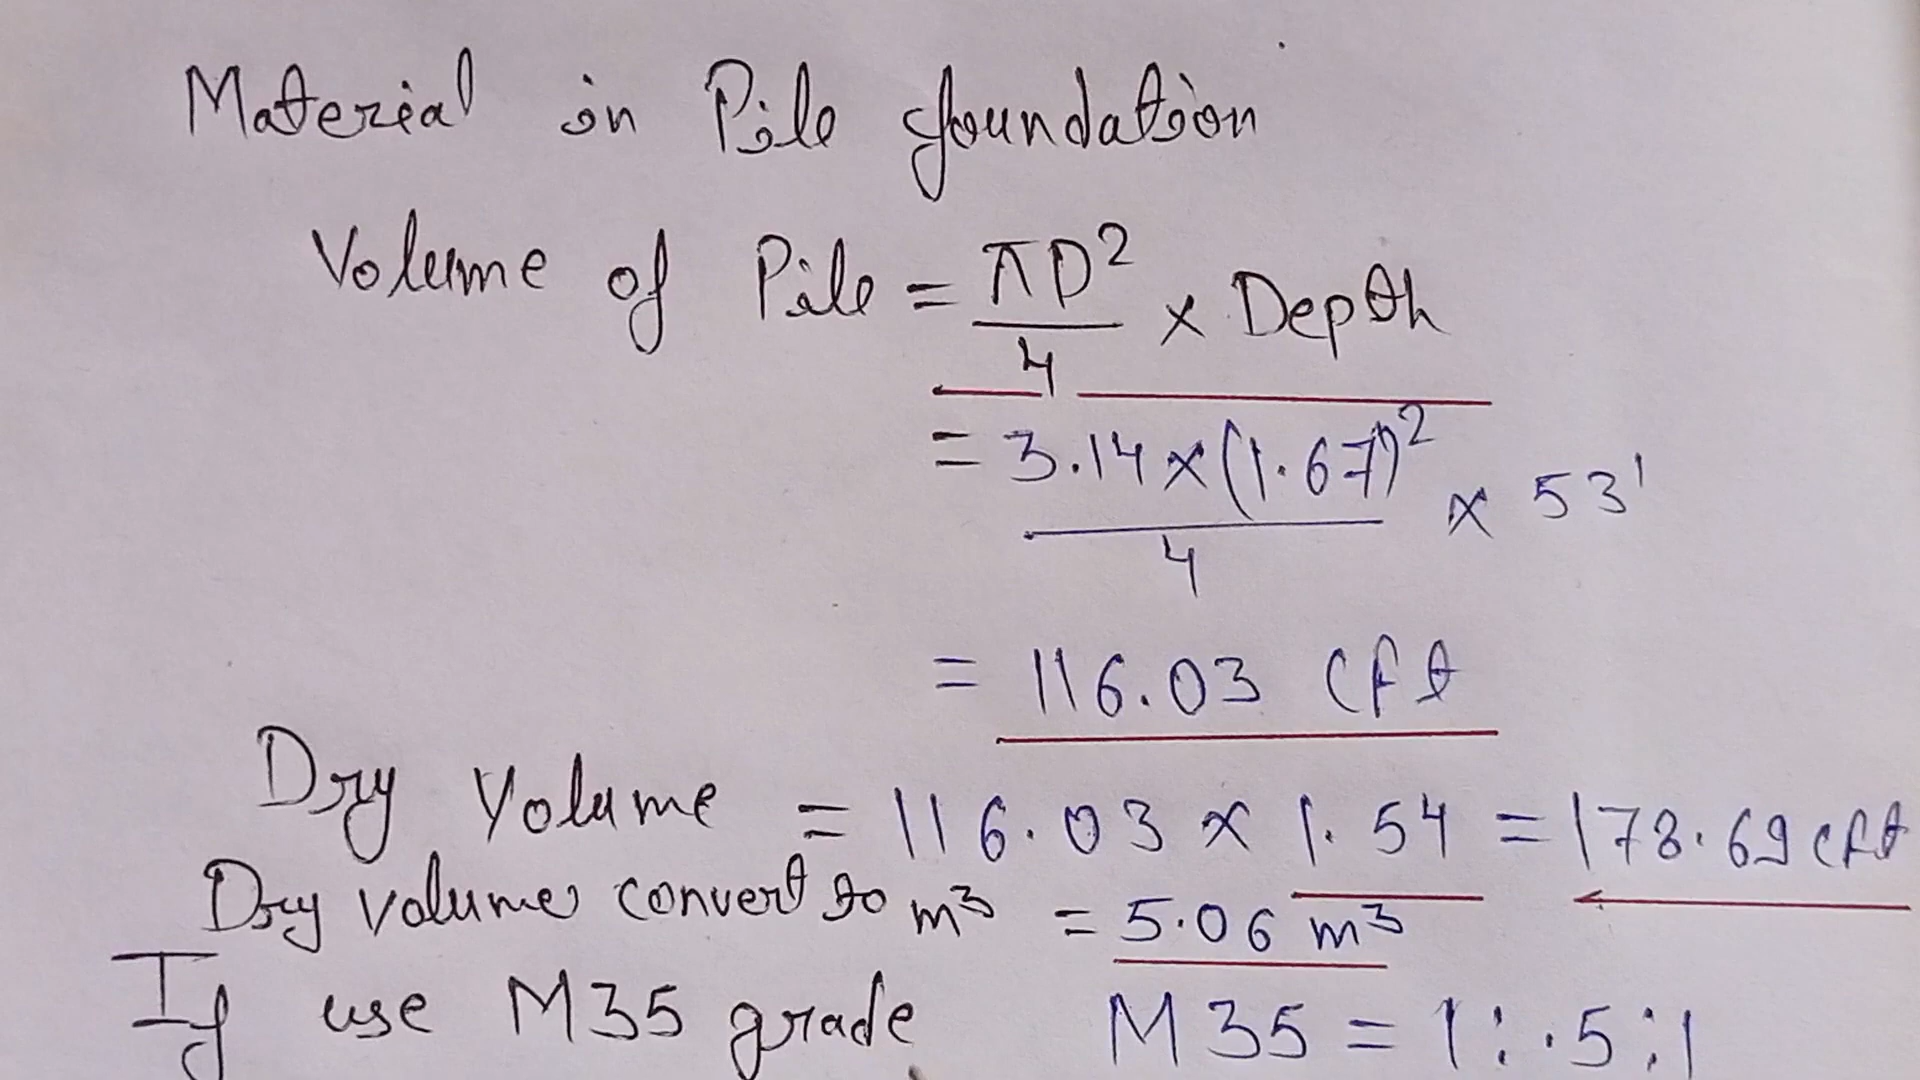 Material in Pile foundation
Volume of Pile = πD²/4 × Depth
= 3.14 × (1.67)²/4 × 53'
= 116.03 cft
Dry Volume = 116.03 × 1.54 = 178.69 cft
Dry volume convert to m³ = 5.06 m³
If use M35 grade M35 = 1:.5:1